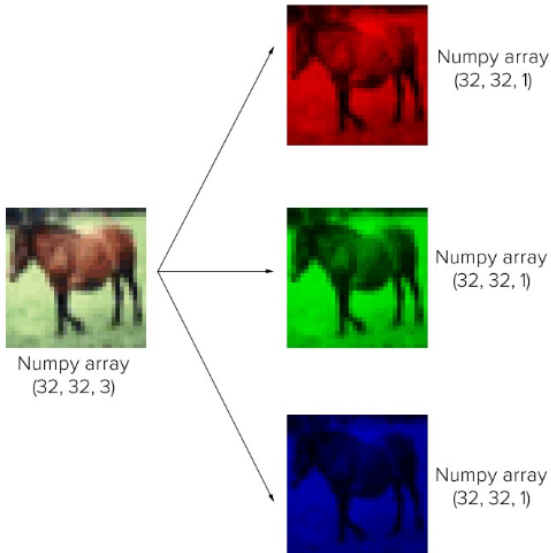 Numpy array
(32, 32, 1)
Numpy array
(32, 32, 1)
Numpy array
(32, 32, 3)
Numpy array
(32, 32, 1)